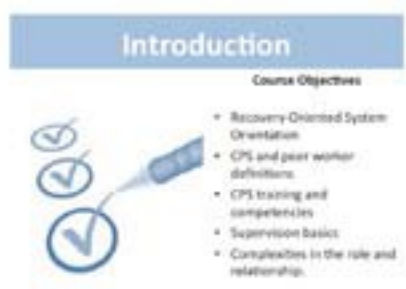 Introduction
Course Objectives
• Recovery Oriented System
Orientation
• CPS and peer worker
definitions
• CPS training and
competencies
• Supervision basics
• Complexities in the role and
relationship.